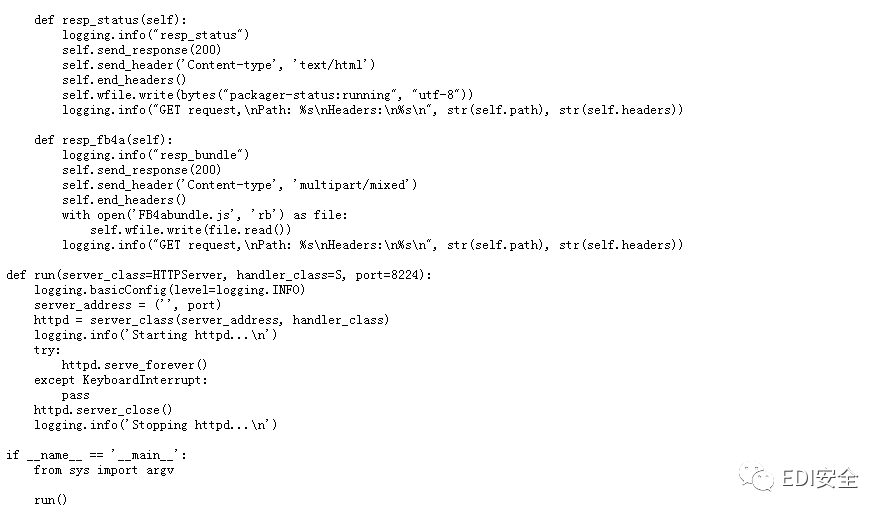 def resp_status(self):
        logging.info("resp_status")
        self.send_response(200)
        self.send_header('Content-type', 'text/html')
        self.end_headers()
        self.wfile.write(bytes("packager-status:running", "utf-8"))
        logging.info("GET request,\nPath: %s\nHeaders:\n%s\n", str(self.path), str(self.headers))

    def resp_fb4a(self):
        logging.info("resp_bundle")
        self.send_response(200)
        self.send_header('Content-type', 'multipart/mixed')
        self.end_headers()
        with open('FB4abundle.js', 'rb') as file:
            self.wfile.write(file.read())
        logging.info("GET request,\nPath: %s\nHeaders:\n%s\n", str(self.path), str(self.headers))

def run(server_class=HTTPServer, handler_class=S, port=8224):
    logging.basicConfig(level=logging.INFO)
    server_address = ('', port)
    httpd = server_class(server_address, handler_class)
    logging.info('Starting httpd...\n')
    try:
        httpd.serve_forever()
    except KeyboardInterrupt:
        pass
    httpd.server_close()
    logging.info('Stopping httpd...\n')

if __name__ == '__main__':
    from sys import argv

    run()
EDI安全